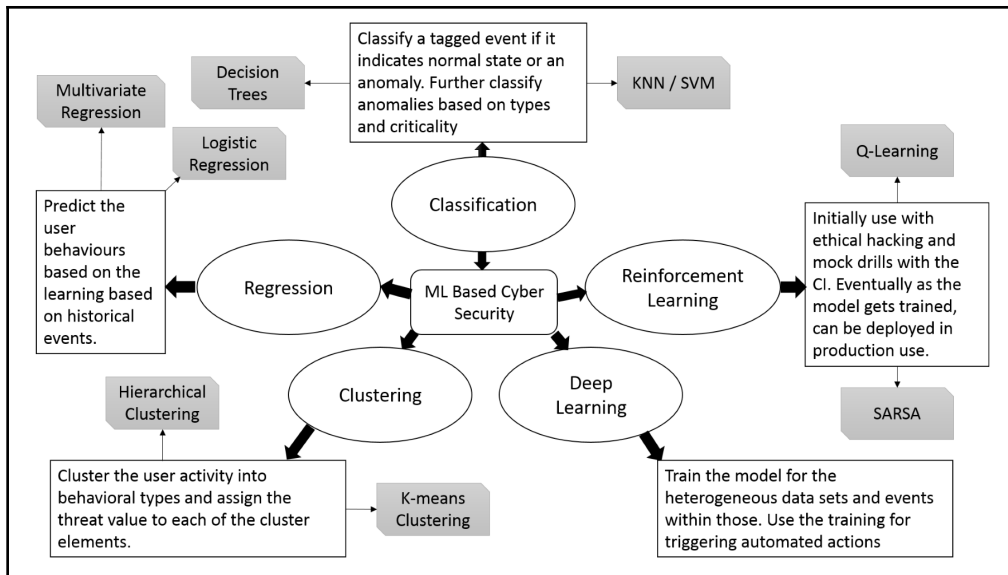 Classify a tagged event if it
indicates normal state or an
anomaly. Further classify
anomalies based on types
and criticality
Decision
Trees
KNN / SVM
Multivariate
Regression
Logistic
Regression
Q-Learning
Classification
Predict the
user
behaviours
based on the
learning based
on historical
events.
Regression
ML Based Cyber
Security
Reinforcement
Learning
Initially use with
ethical hacking and
mock drills with the
CI. Eventually as the
model gets trained,
can be deployed in
production use.
Clustering
Deep
Learning
Hierarchical
Clustering
SARSA
Cluster the user activity into
behavioral types and assign the
threat value to each of the cluster
elements.
K-means
Clustering
Train the model for the
heterogeneous data sets and events
within those. Use the training for
triggering automated actions